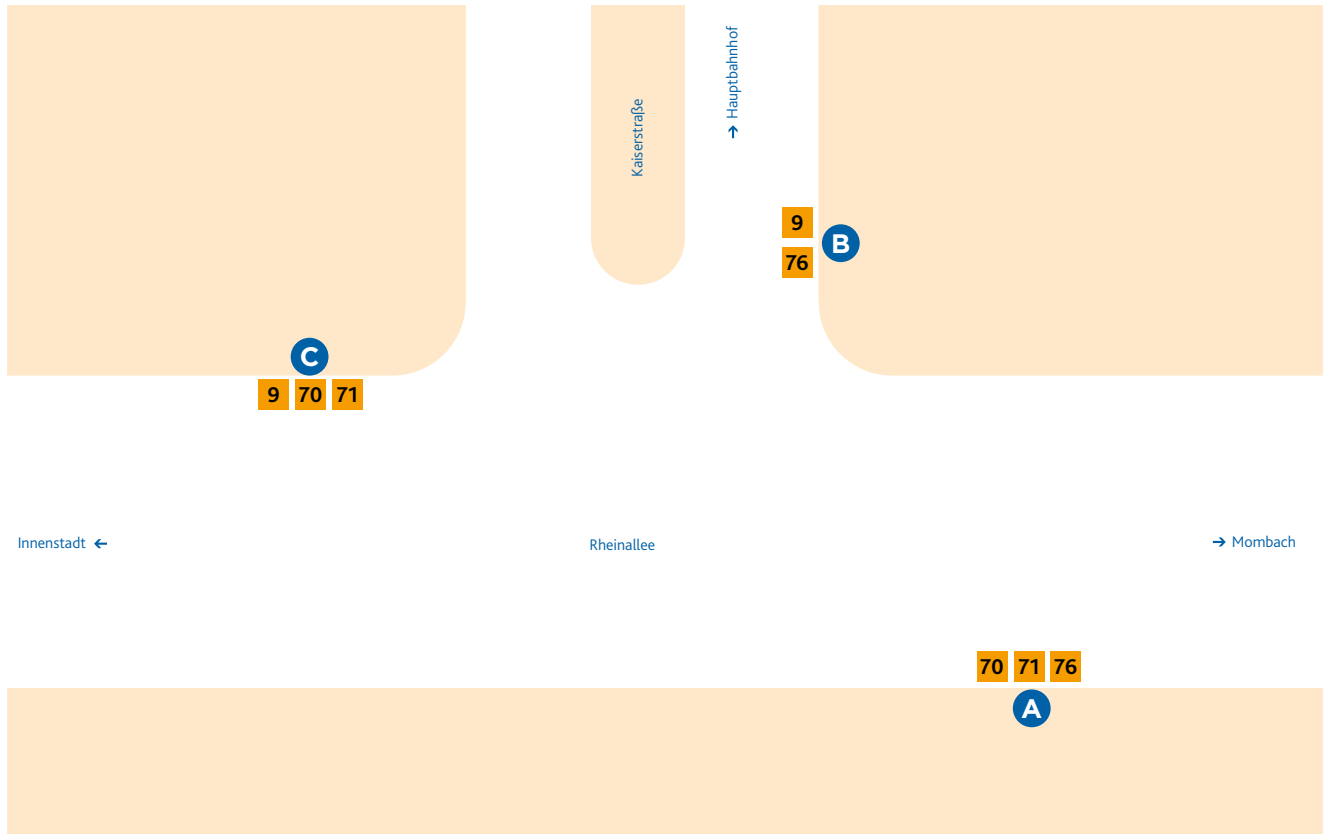 → Hauptbahnhof
Kaiserstraße
9
76
B
C
9 70 71
Innenstadt ←
Rheinallee
→ Mombach
70 71 76
A